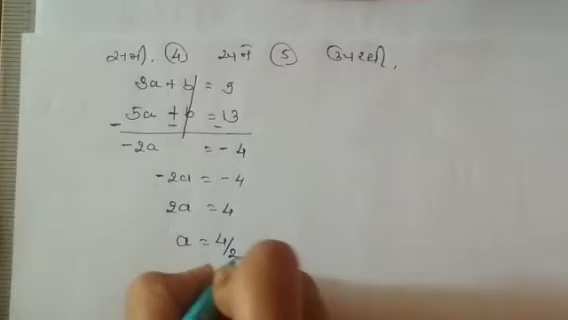 સમી. ④ અને ⑤ ઉપરથી,
3a + b = 9
- 5a + b = 13
- -
-2a = - 4
-2a = - 4
2a = 4
a = 4/2